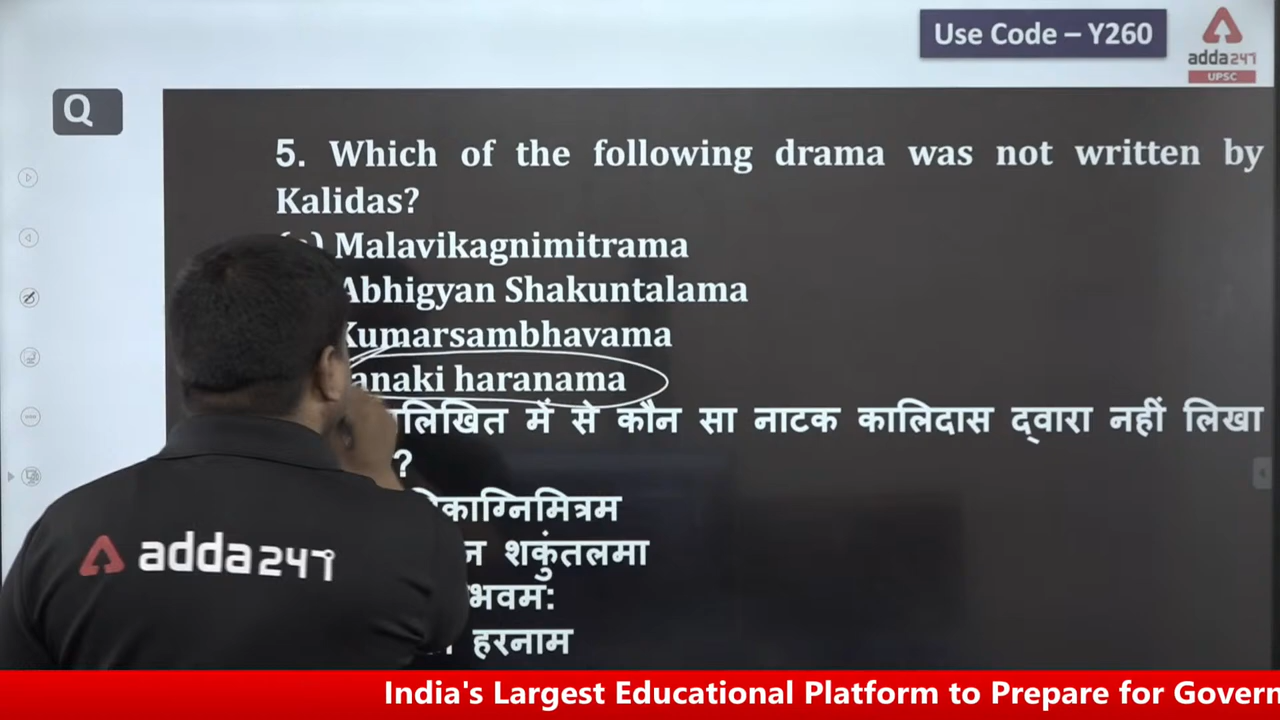 Use Code – Y260
adda247
UPSC
Q
5. Which of the following drama was not written by
Kalidas?
Malavikagnimitrama
Abhigyan Shakuntalama
Kumarsambhavama
anaki haranama
लिखित में से कौन सा नाटक कालिदास द्वारा नहीं लिखा
?
काग्निमित्रम
न शकुंतलमा
भवम:
हरनाम
adda247
India's Largest Educational Platform to Prepare for Govern